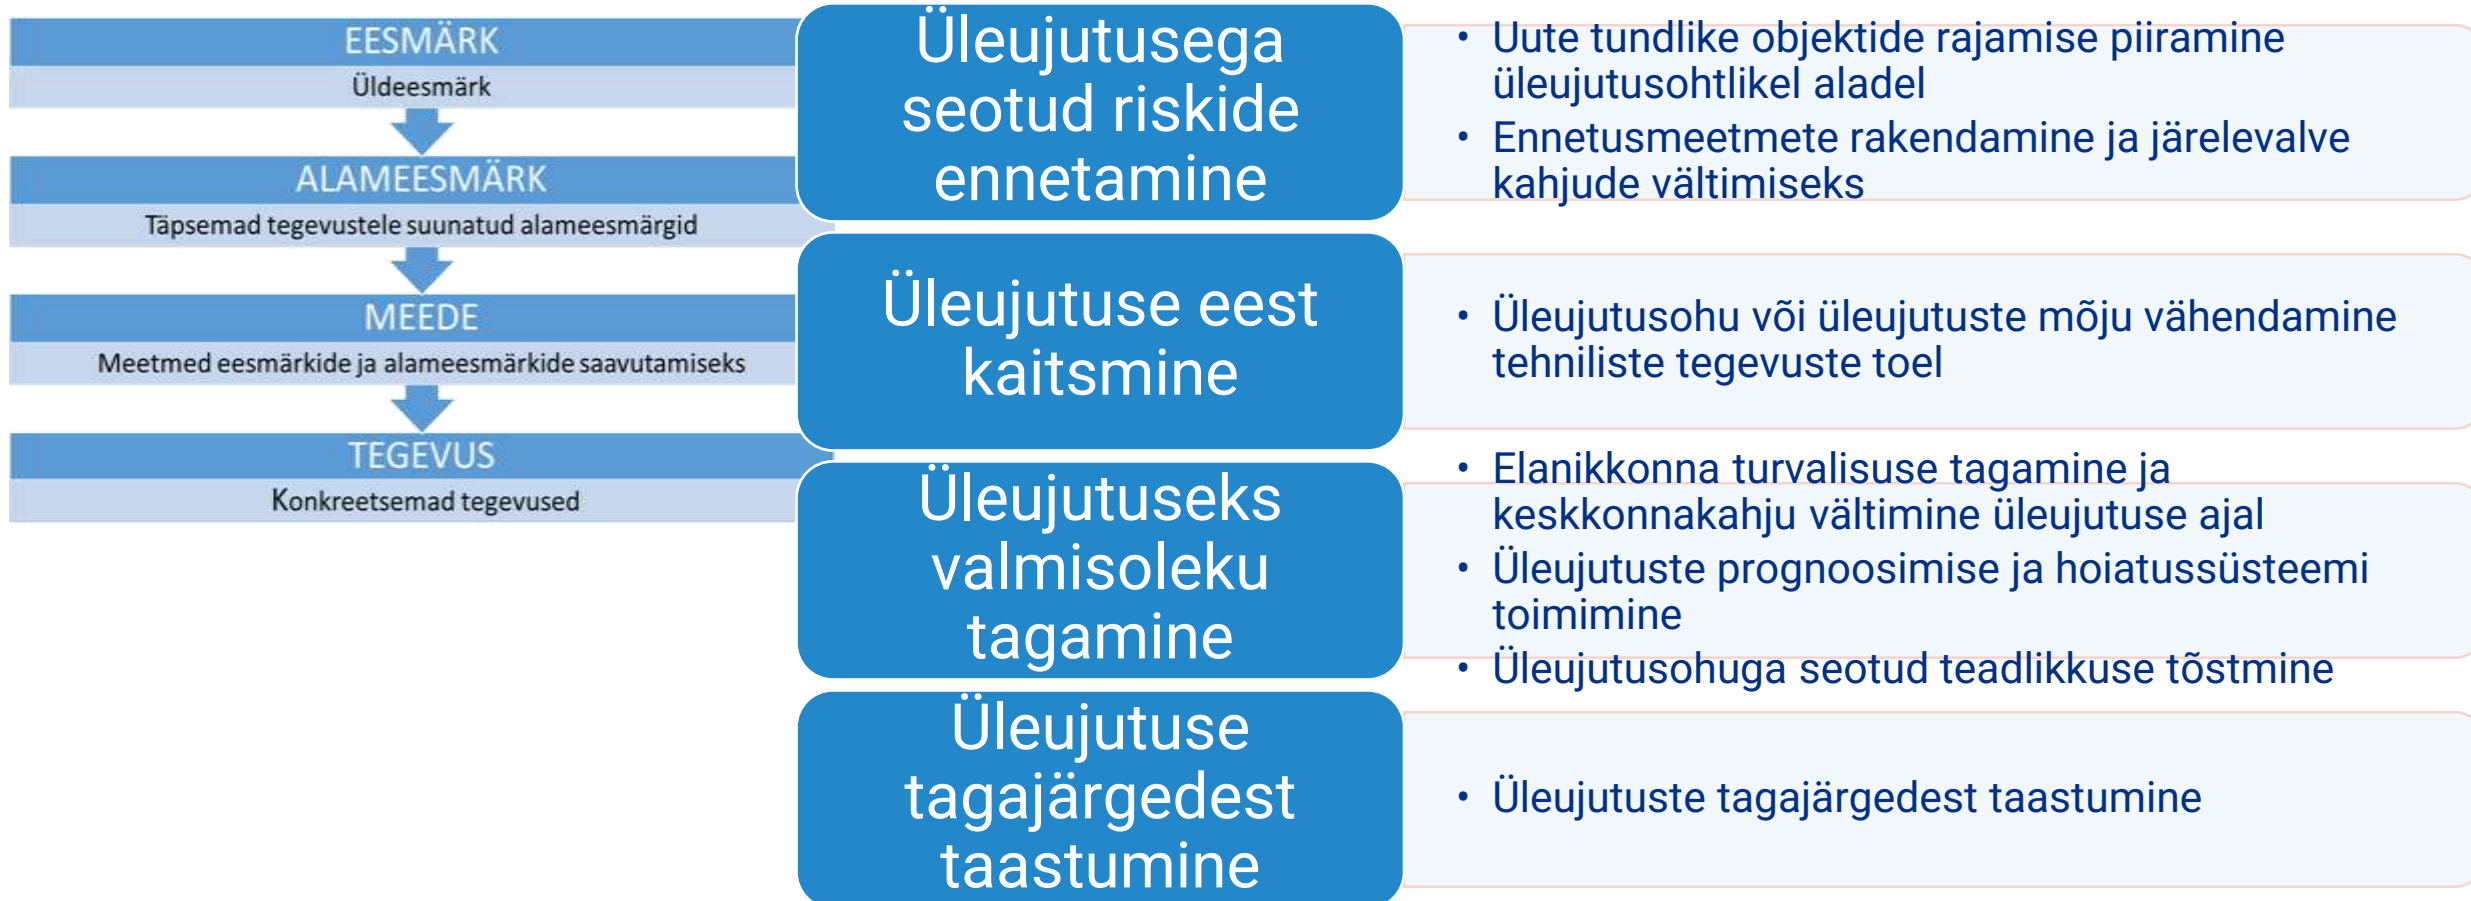 EESMÄRK
Üldeesmärk
ALAMEESMÄRK
Täpsemad tegevustele suunatud alameesmärgid
MEEDE
Meetmed eesmärkide ja alameesmärkide saavutamiseks
TEGEVUS
Konkreetsemad tegevused
Üleujutusega
seotud riskide
ennetamine
• Uute tundlike objektide rajamise piiramine
üleujutusohtlikel aladel
• Ennetusmeetmete rakendamine ja järelevalve
kahjude vältimiseks
Üleujutuse eest
kaitsmine
• Üleujutusohu või üleujutuste mõju vähendamine
tehniliste tegevuste toel
Üleujutuseks
valmisoleku
tagamine
• Elanikkonna turvalisuse tagamine ja
keskkonnakahju vältimine üleujutuse ajal
• Üleujutuste prognoosimise ja hoiatussüsteemi
toimimine
• Üleujutusohuga seotud teadlikkuse tõstmine
Üleujutuse
tagajärgedest
taastumine
• Üleujutuste tagajärgedest taastumine